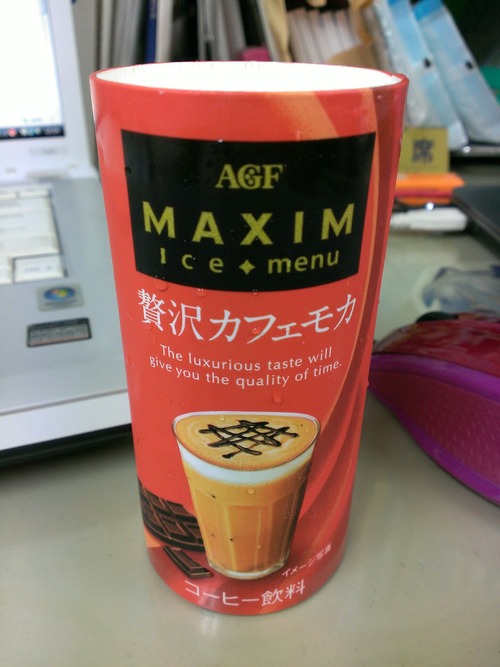 AGF
MAXIM
Ice ✦ menu
贅沢カフェモカ
The luxurious taste will
give you the quality of time.
イメージ写真
コーヒー飲料
席